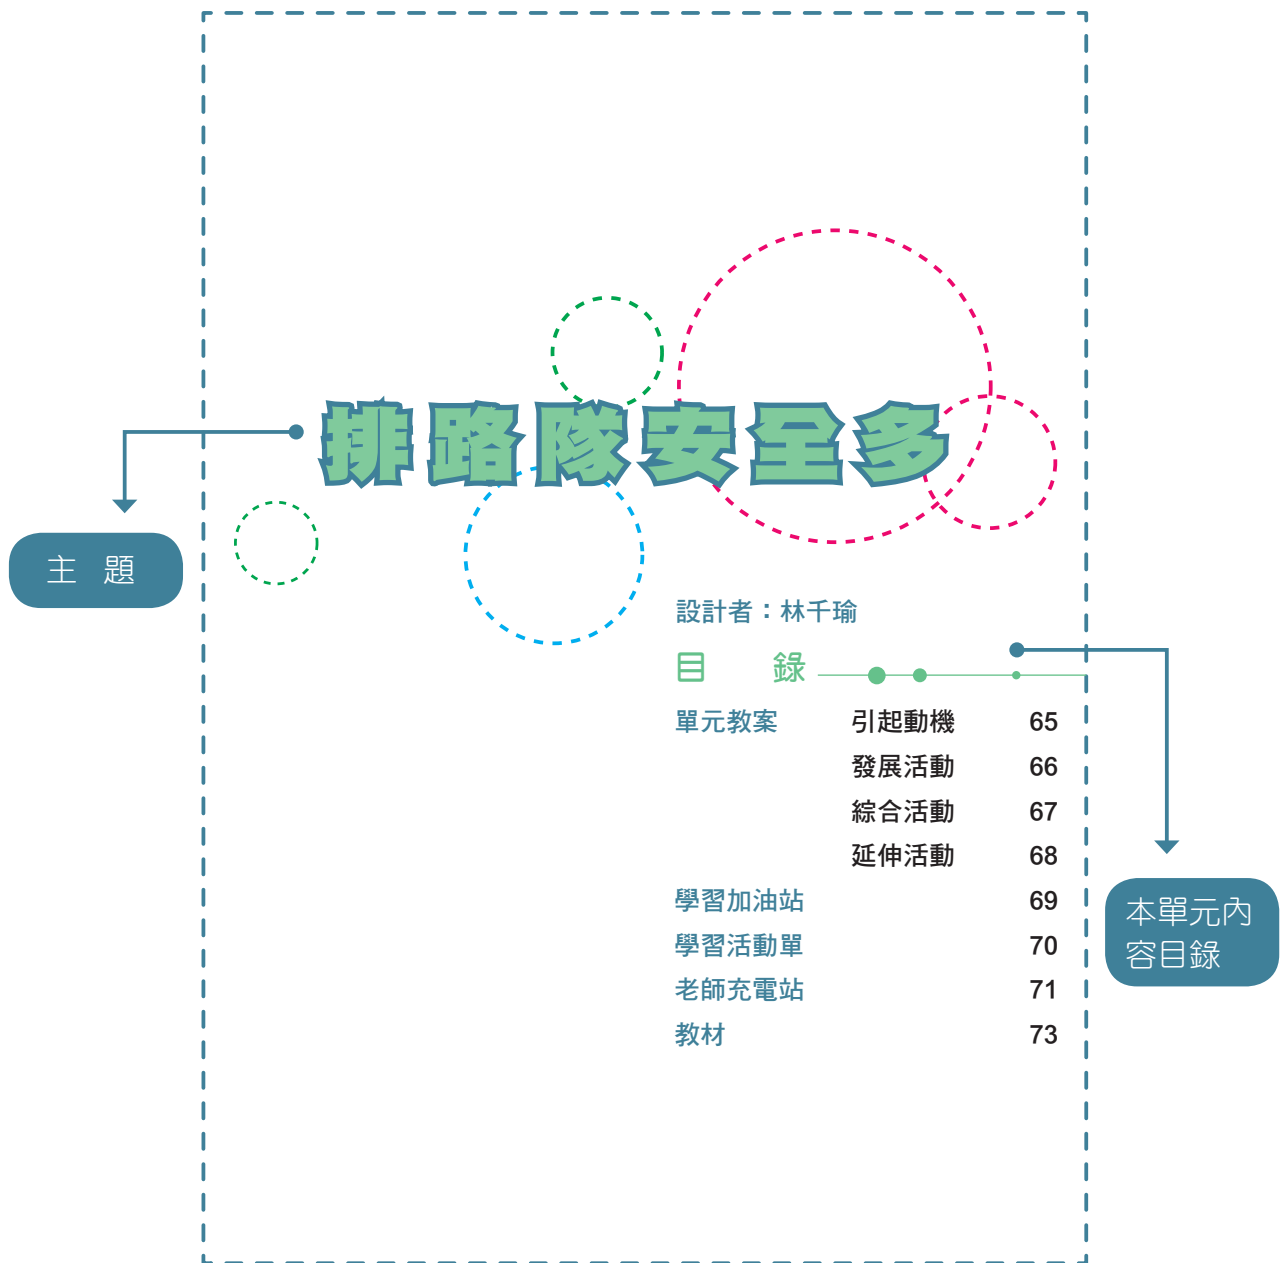 排路隊安全多
主 題
設計者：林千瑜
目 錄
單元教案 引起動機 65
發展活動 66
綜合活動 67
延伸活動 68
學習加油站 69
學習活動單 70
老師充電站 71
教材 73
本單元內
容目錄